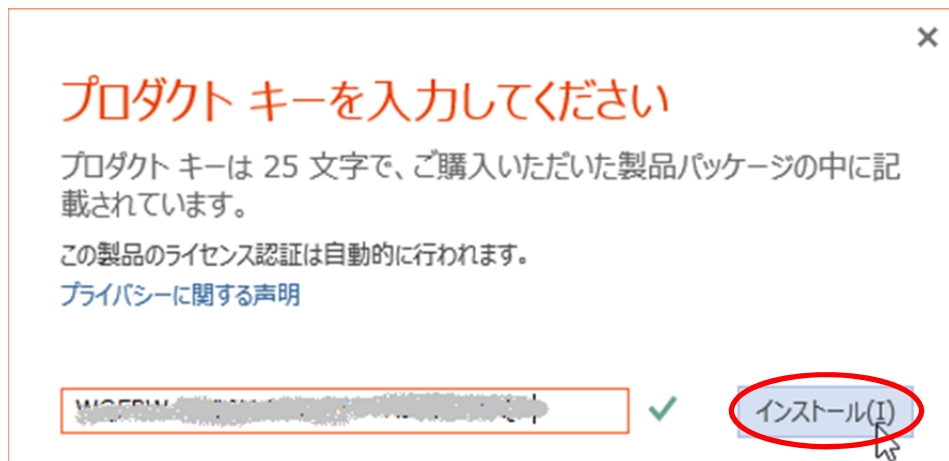 プロダクト キーを入力してください
プロダクト キーは 25 文字で、ご購入いただいた製品パッケージの中に記
載されています。
この製品のライセンス認証は自動的に行われます。
プライバシーに関する声明
インストール(I)